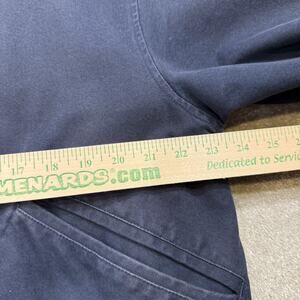 17 18 19 20 21 22 23 24 25
MENARDS.com Dedicated to Servi